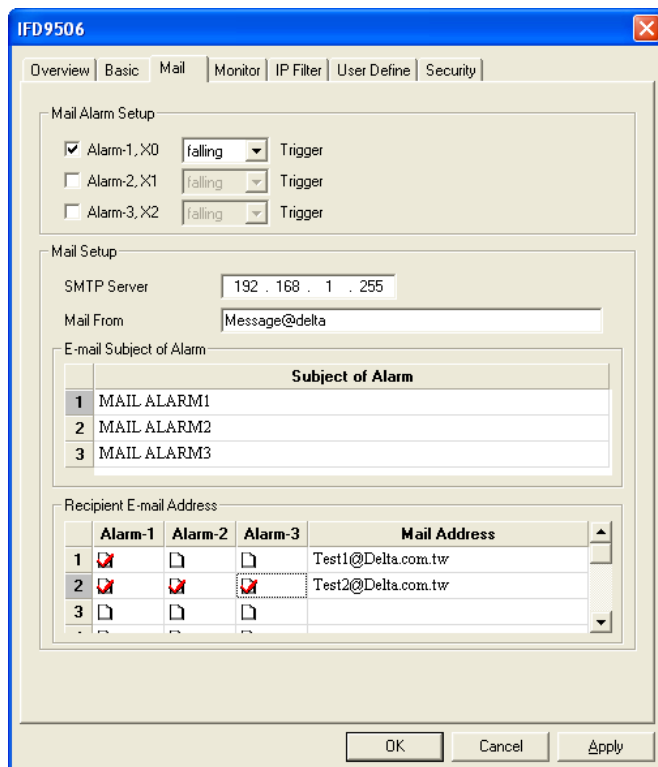 IFD9506
Overview Basic Mail Monitor IP Filter User Define Security
Mail Alarm Setup
Alarm-1, X0 falling Trigger
Alarm-2, X1 falling Trigger
Alarm-3, X2 falling Trigger
Mail Setup
SMTP Server 192 . 168 . 1 . 255
Mail From Message@delta
E-mail Subject of Alarm
Subject of Alarm
1 MAIL ALARM1
2 MAIL ALARM2
3 MAIL ALARM3
Recipient E-mail Address
Alarm-1 Alarm-2 Alarm-3 Mail Address
1 Test1@Delta.com.tw
2 Test2@Delta.com.tw
3
OK Cancel Apply